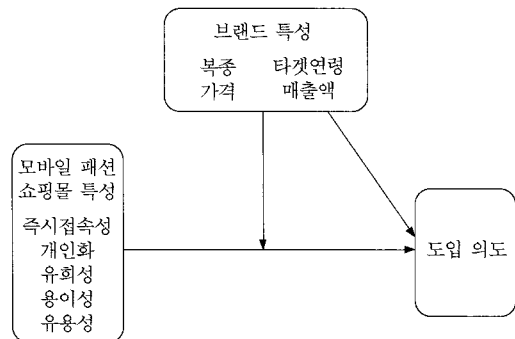 브랜드 특성
복종 타겟연령
가격 매출액
모바일 패션
쇼핑몰 특성
즉시접속성
개인화
유희성
용이성
유용성
도입 의도